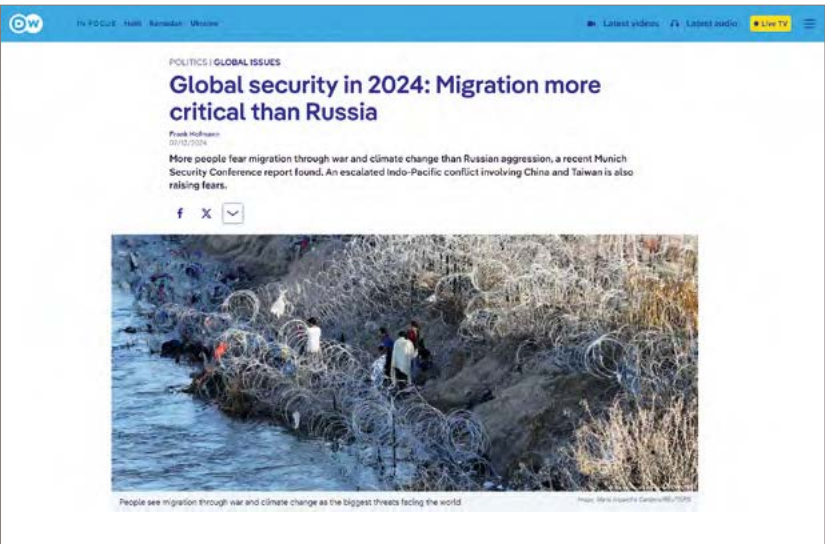 DW
IN FOCUS Haiti Ramadan Ukraine
Latest videos Latest audio Live TV
POLITICS | GLOBAL ISSUES
Global security in 2024: Migration more
critical than Russia
Frank Hofmann
02/12/2024
More people fear migration through war and climate change than Russian aggression, a recent Munich
Security Conference report found. An escalated Indo-Pacific conflict involving China and Taiwan is also
raising fears.
People see migration through war and climate change as the biggest threats facing the world
Image: